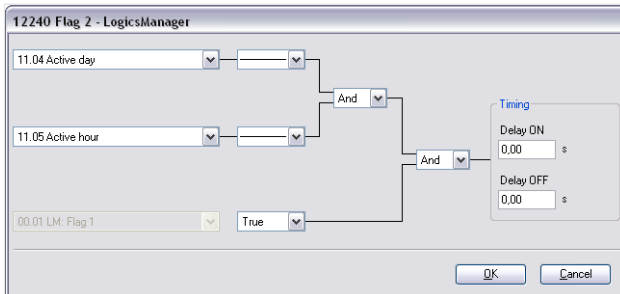 12240 Flag 2 - LogicsManager
11.04 Active day
And
Timing
Delay ON
11.05 Active hour
And
0,00 s
Delay OFF
0,00 s
00.01 LM: Flag 1
True
OK
Cancel